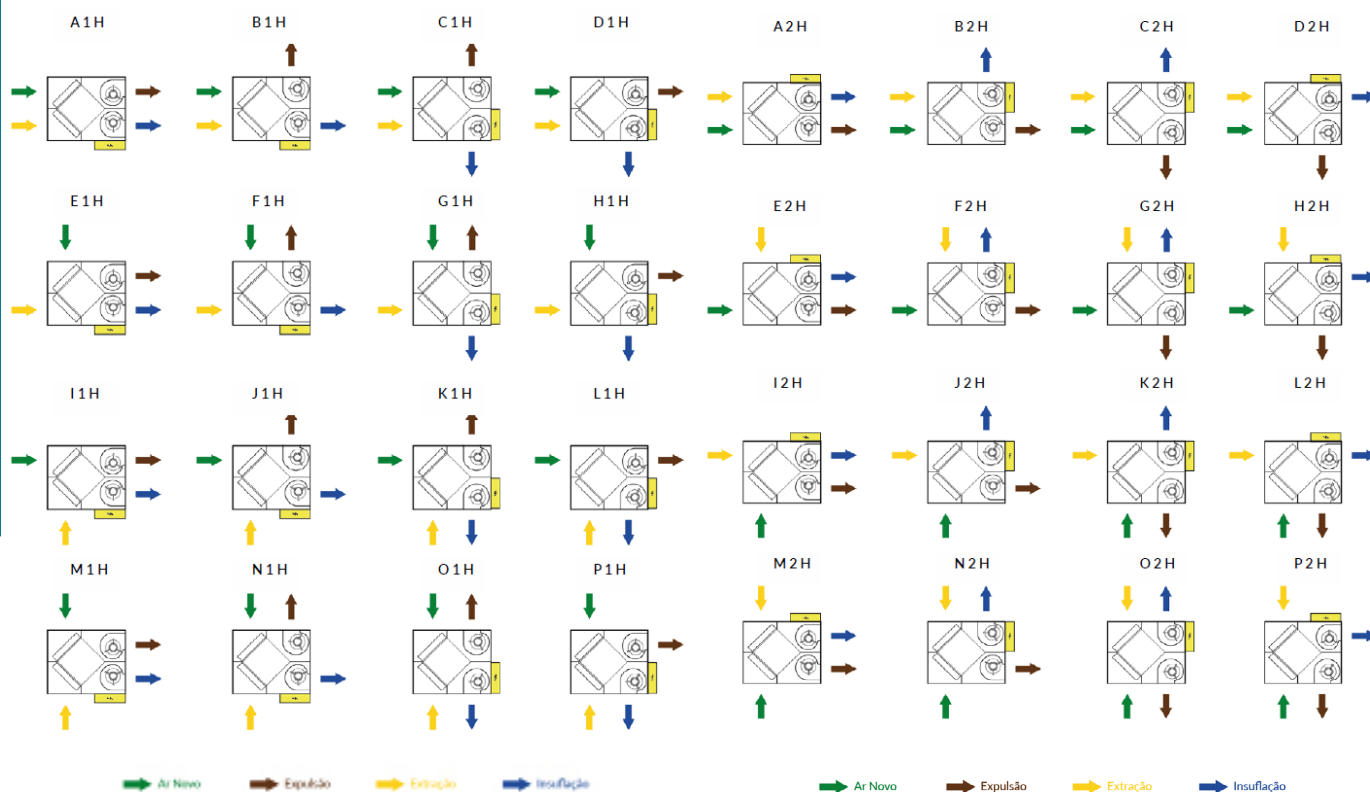 A1H B1H C1H D1H
A2H B2H C2H D2H
E1H F1H G1H H1H
E2H F2H G2H H2H
I1H J1H K1H L1H
I2H J2H K2H L2H
M1H N1H O1H P1H
M2H N2H O2H P2H
Ar Novo Expulsão Extração Insuflação
Ar Novo Expulsão Extração Insuflação